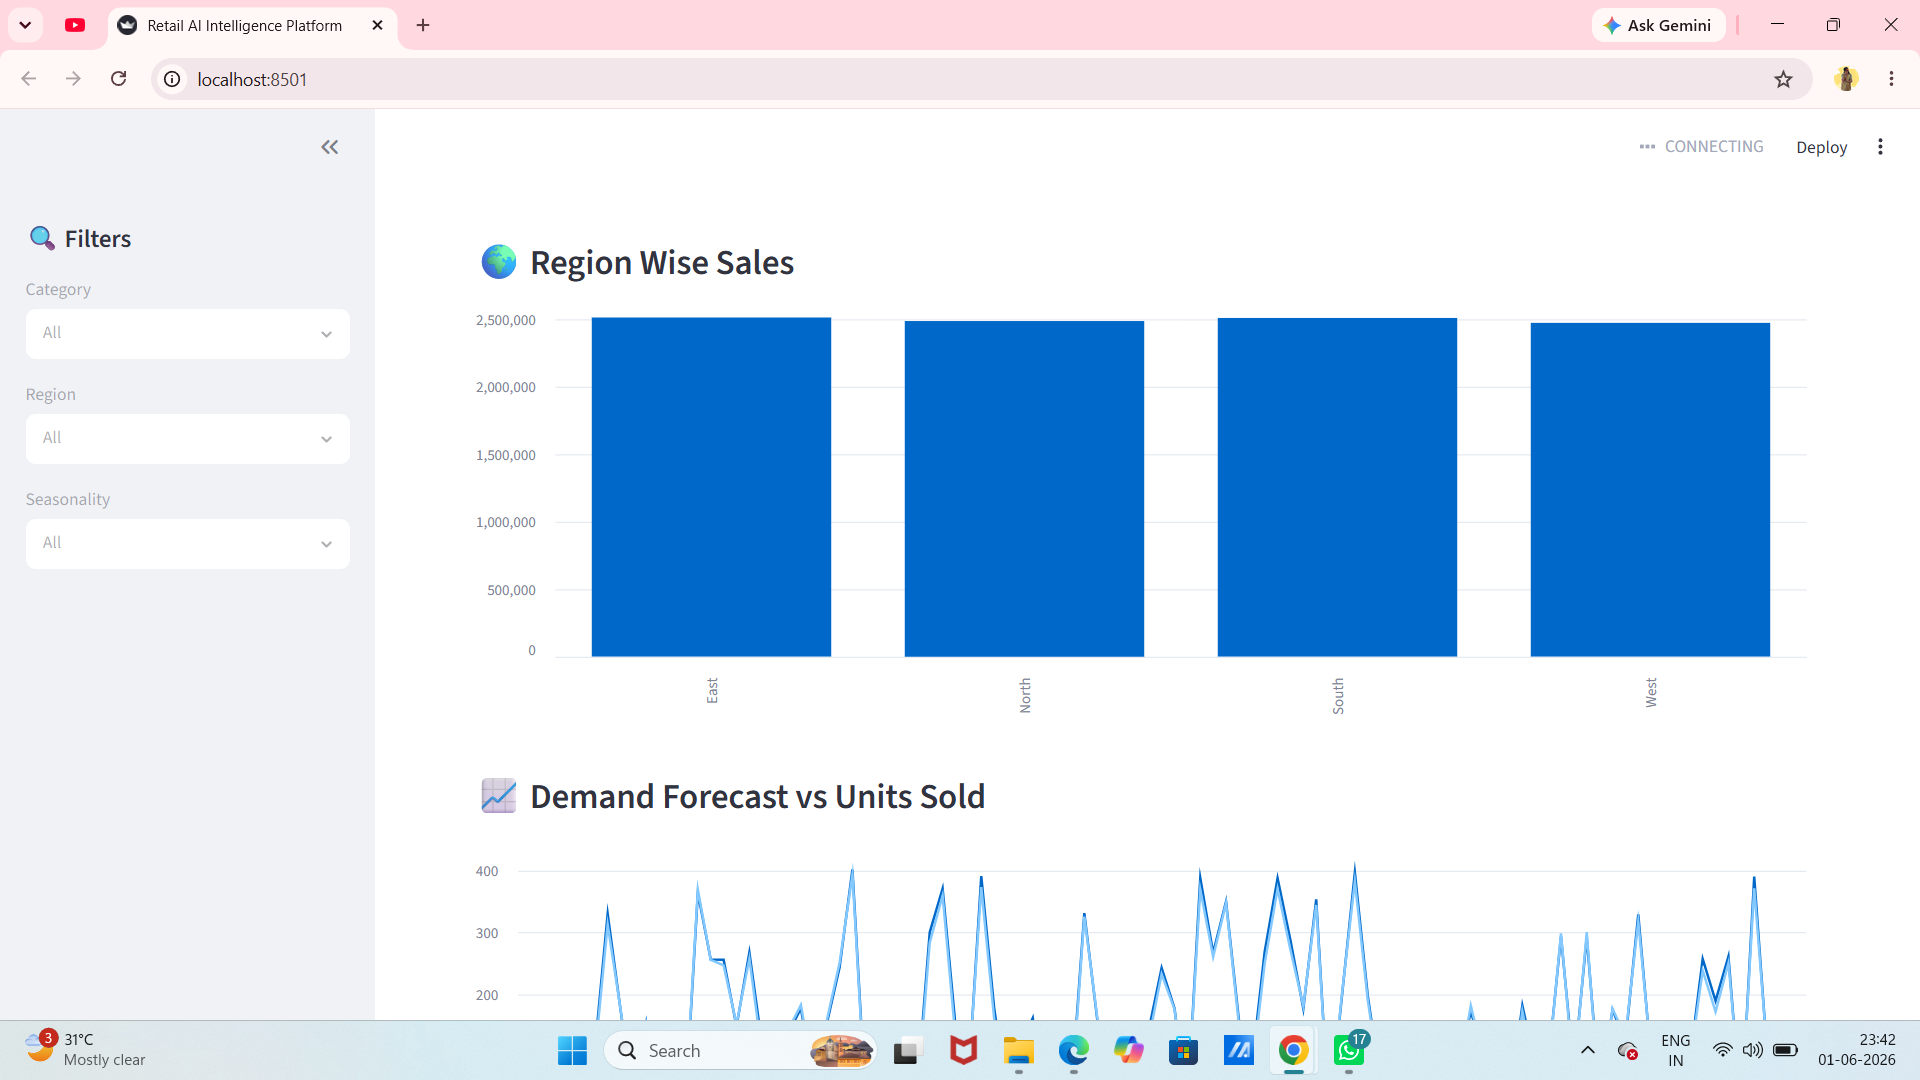 Retail AI Intelligence Platform
Ask Gemini
localhost:8501
CONNECTING
Deploy
Filters
Category
All
Region
All
Seasonality
All
Region Wise Sales
2,500,000
2,000,000
1,500,000
1,000,000
500,000
0
East
North
South
West
Demand Forecast vs Units Sold
400
300
200
3
31°C
Mostly clear
Search
17
ENG
IN
23:42
01-06-2026